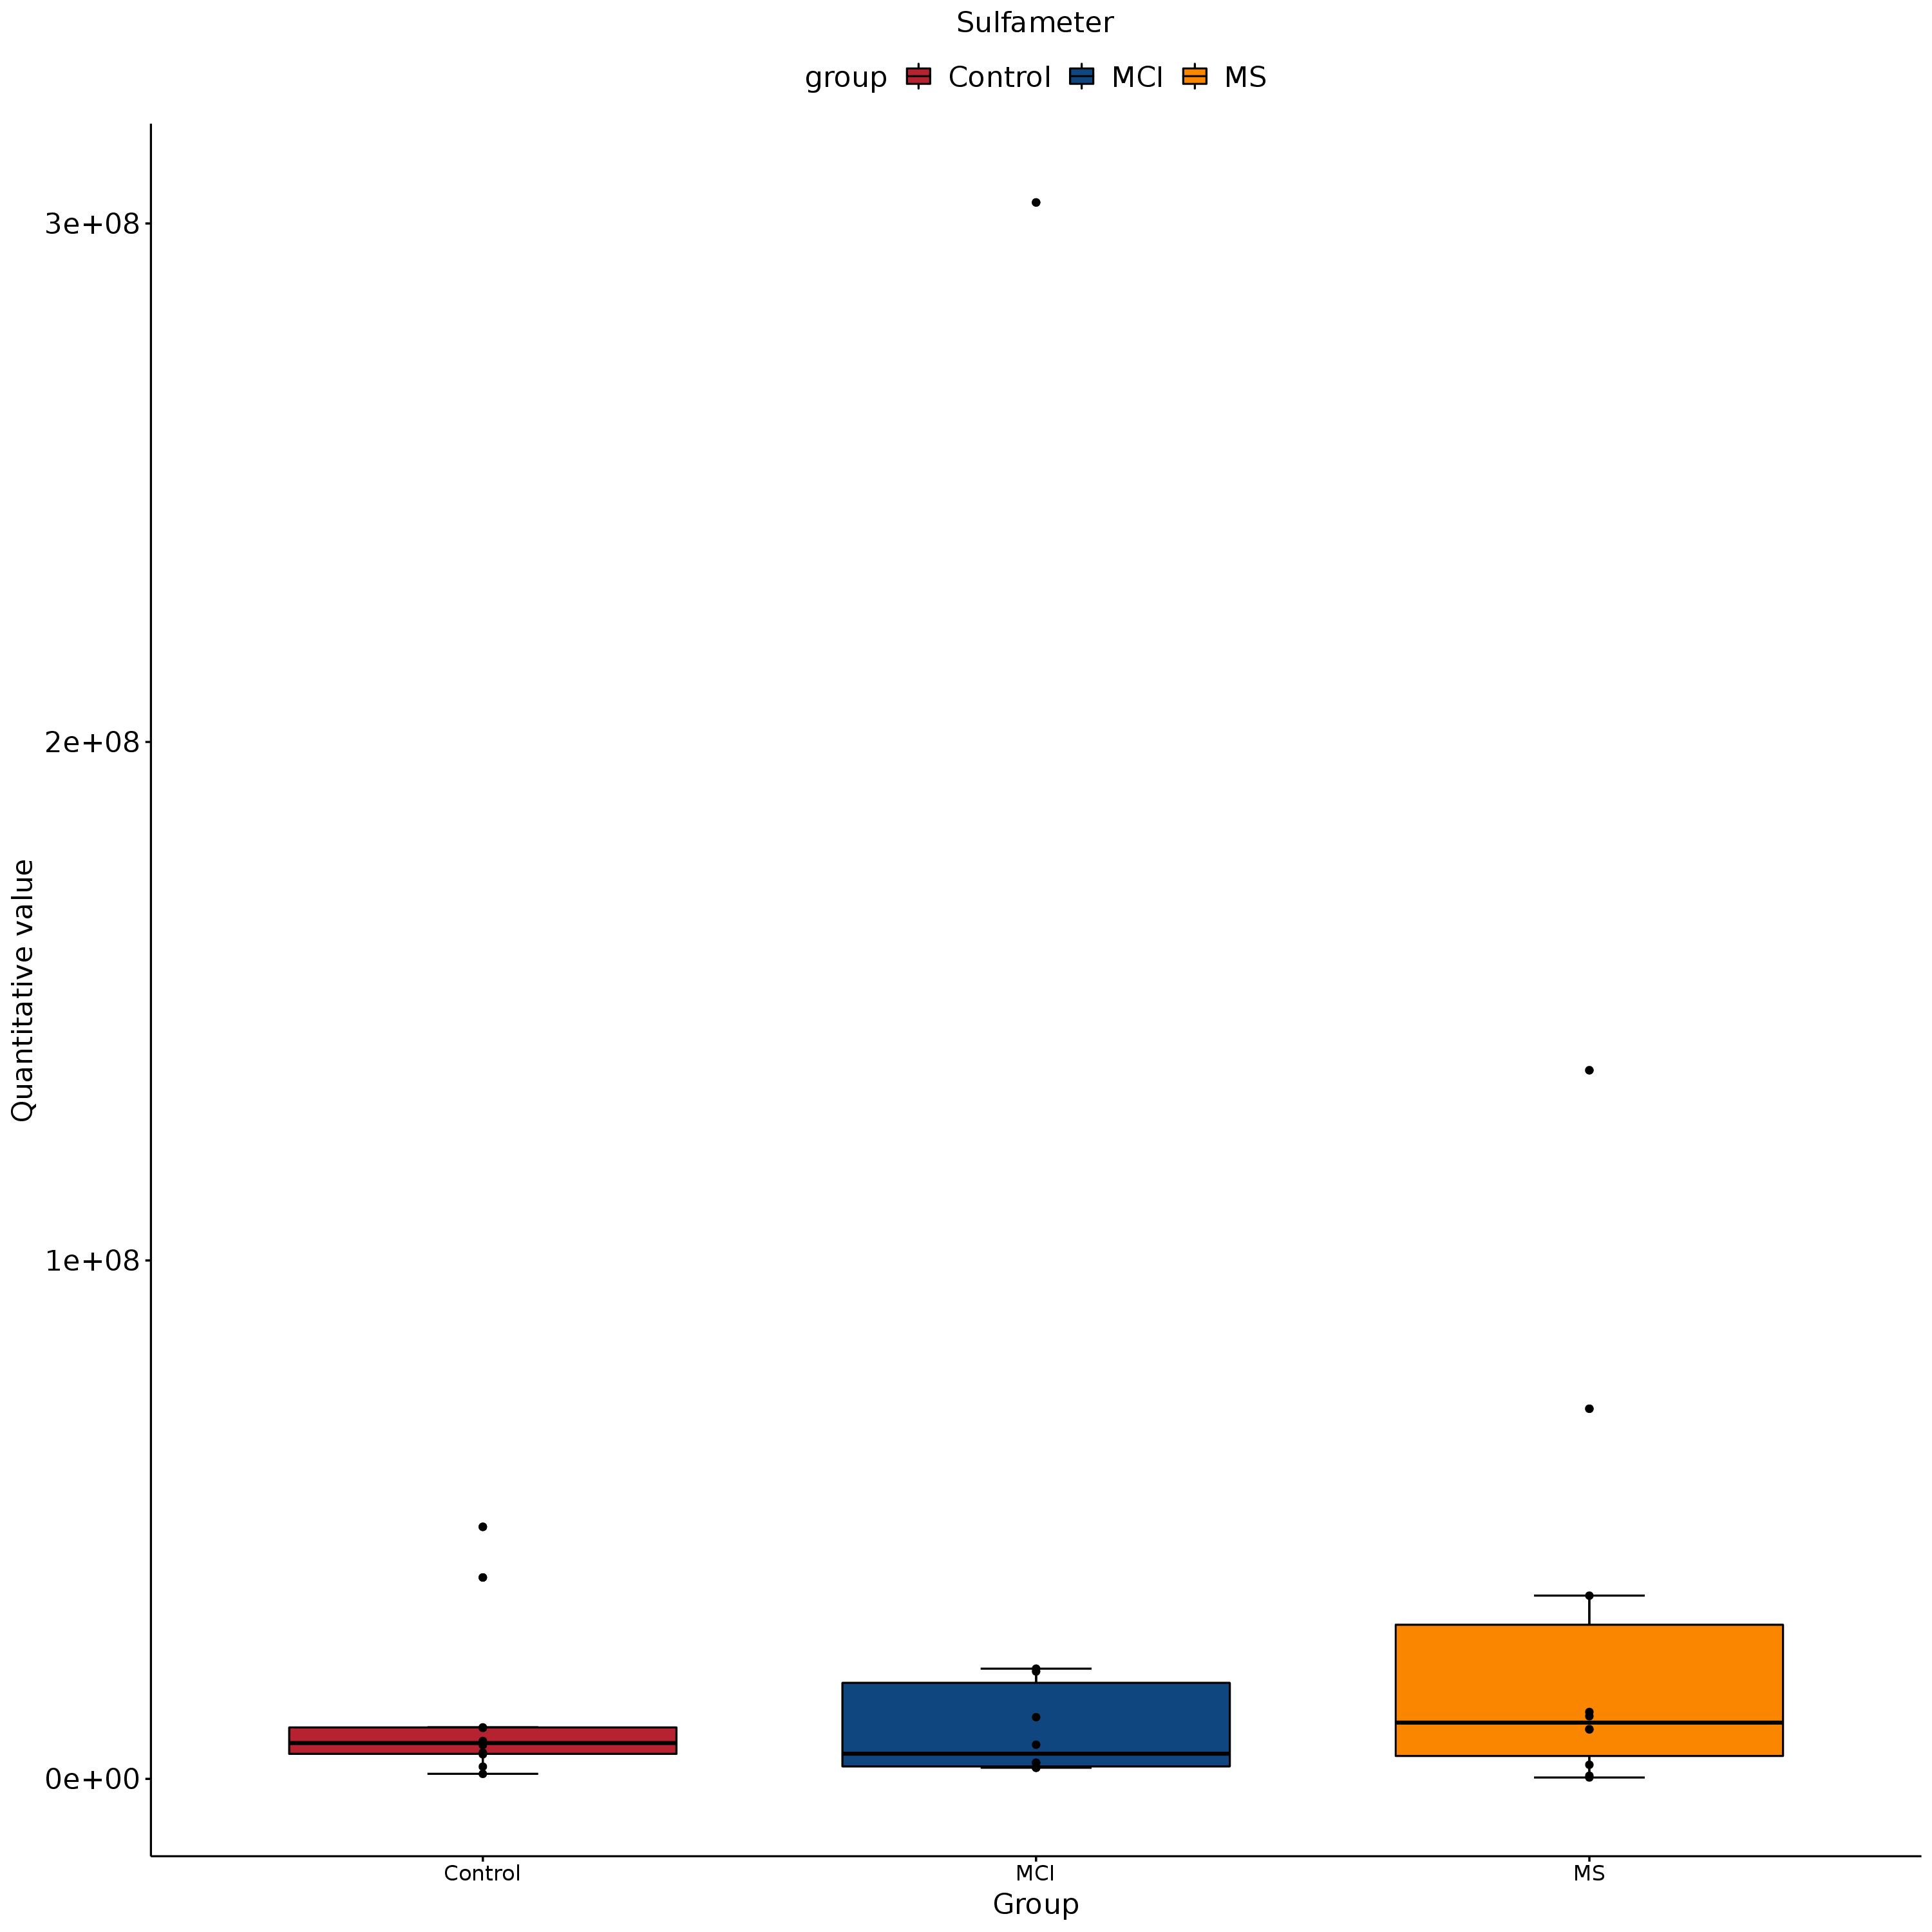 Sulfameter
group Control MCI MS
3e+08
2e+08
1e+08
0e+00
Quantitative value
Control MCI MS
Group